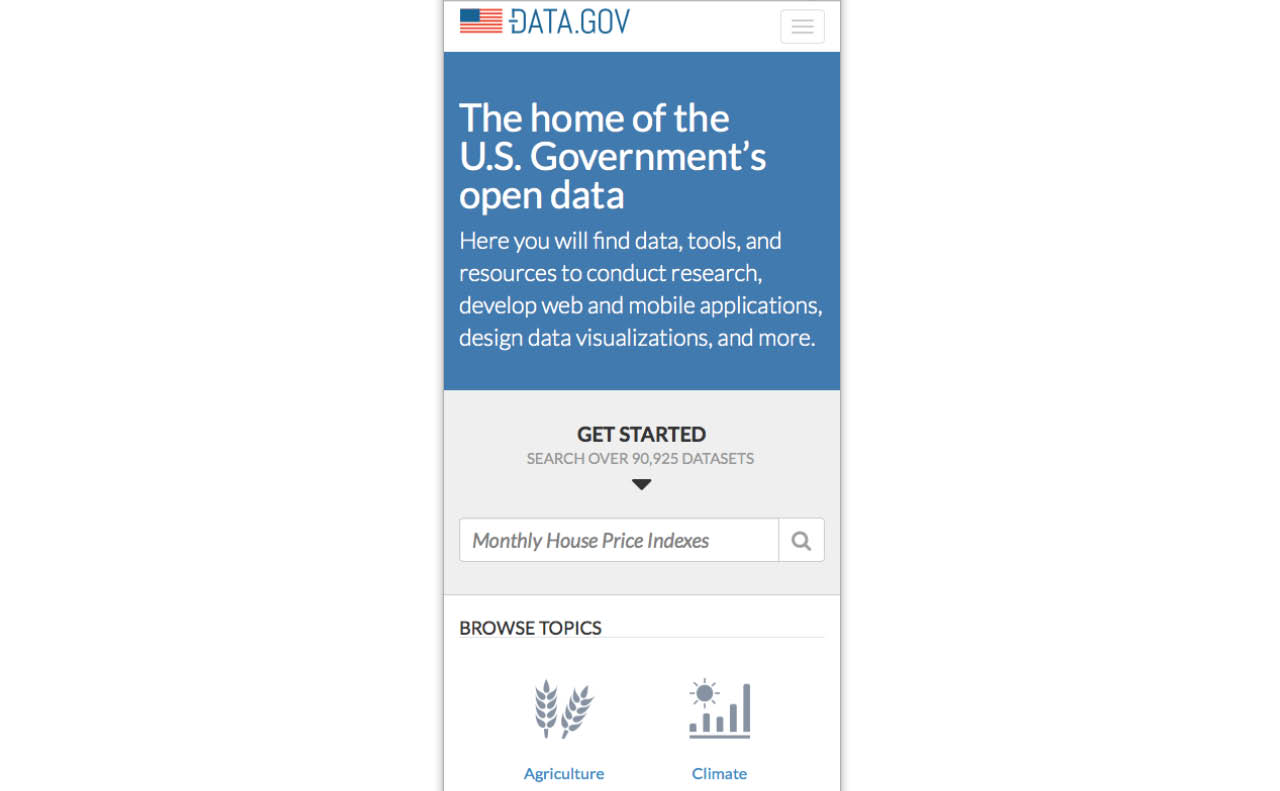 DATA.GOV
The home of the
U.S. Government’s
open data
Here you will find data, tools, and
resources to conduct research,
develop web and mobile applications,
design data visualizations, and more.
GET STARTED
SEARCH OVER 90,925 DATASETS
Monthly House Price Indexes
BROWSE TOPICS
Agriculture
Climate